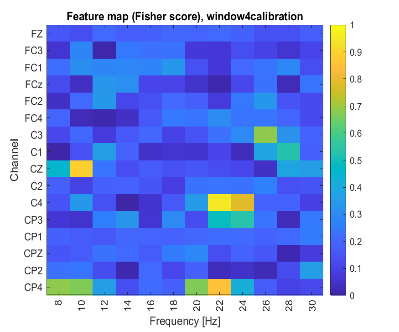 Feature map (Fisher score), window4calibration
FZ
FC3
FC1
FCz
FC2
FC4
C3
C1
CZ
C2
C4
CP3
CP1
CPZ
CP2
CP4
Channel
8 10 12 14 16 18 20 22 24 26 28 30
Frequency [Hz]
1
0.9
0.8
0.7
0.6
0.5
0.4
0.3
0.2
0.1
0